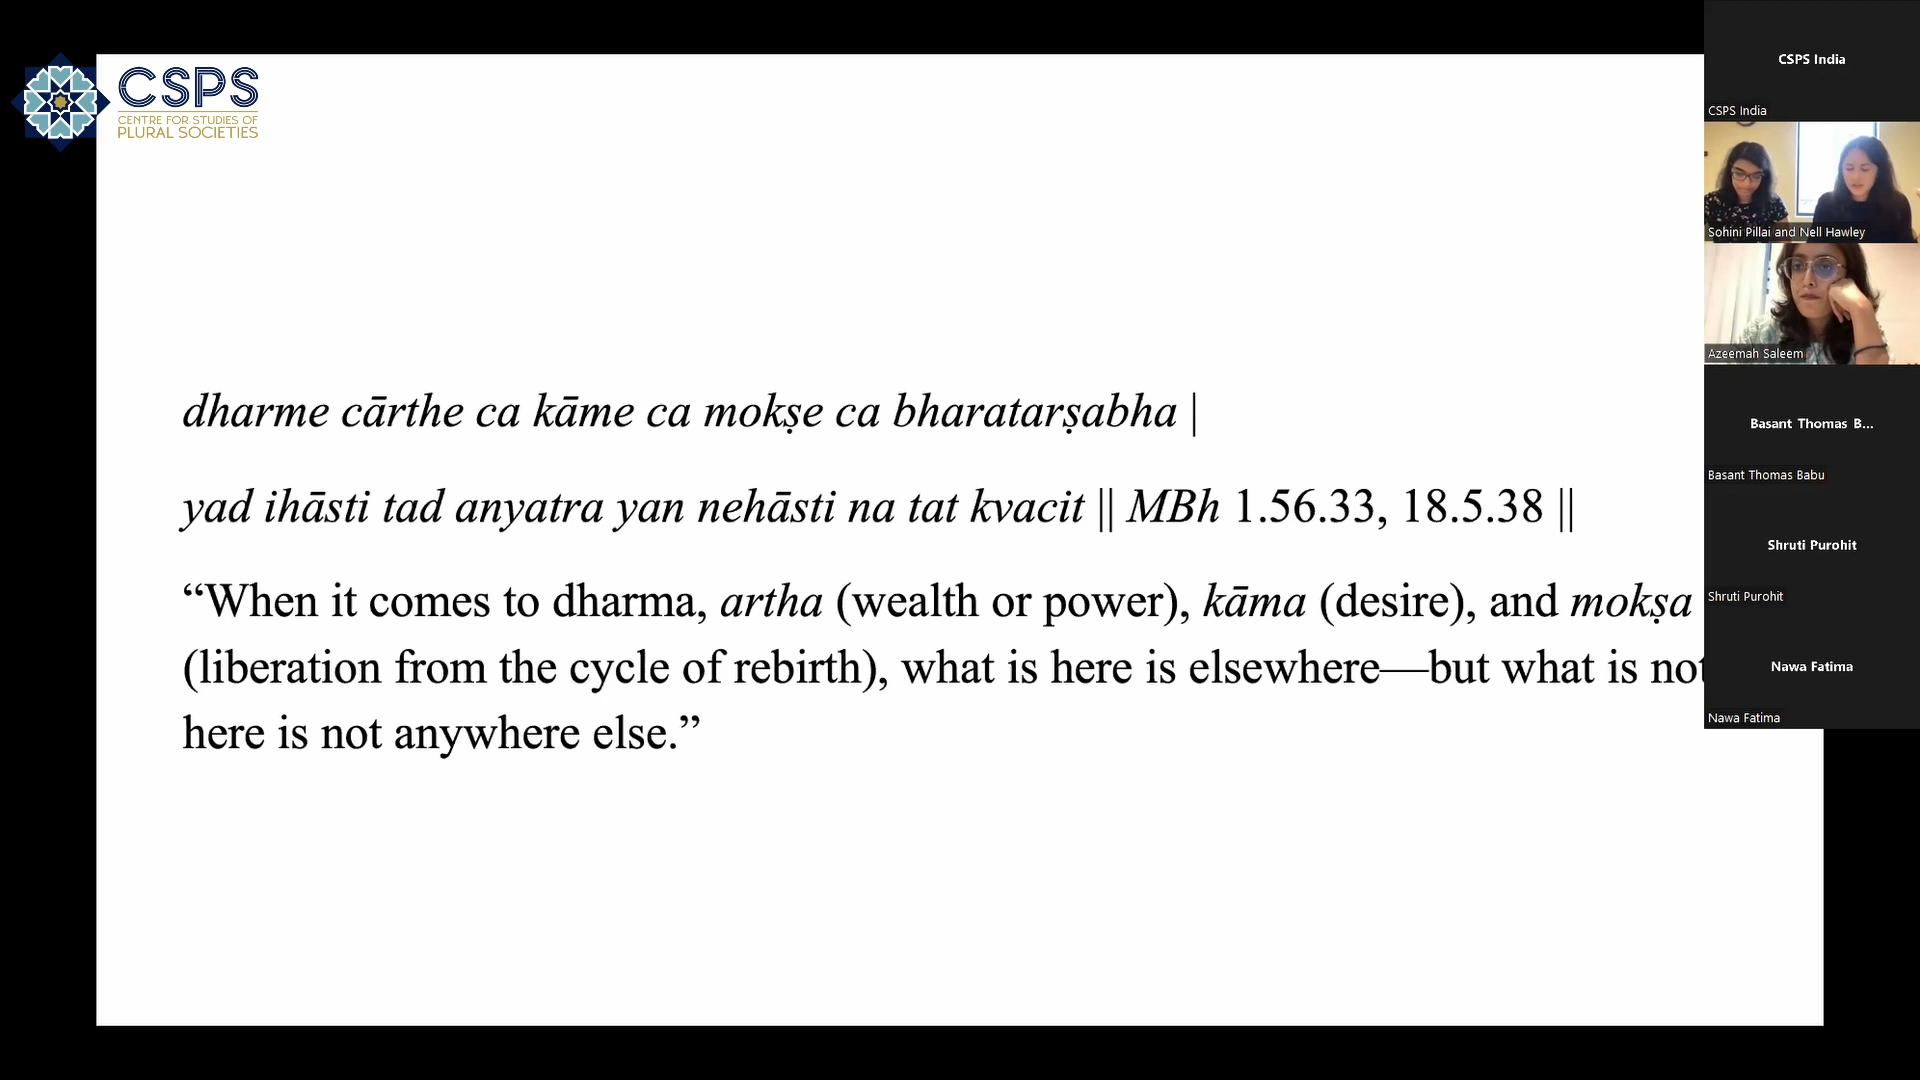 CSPS
CENTRE FOR STUDIES OF
PLURAL SOCIETIES
dharme cārthe ca kāme ca mokṣe ca bharatarṣabha |
yad ihāsti tad anyatra yan nehāsti na tat kvacit || MBh 1.56.33, 18.5.38 ||
“When it comes to dharma, artha (wealth or power), kāma (desire), and mokṣa
(liberation from the cycle of rebirth), what is here is elsewhere—but what is not
here is not anywhere else.”
CSPS India
CSPS India
Sohini Pillai and Nell Hawley
Azeemah Saleem
Basant Thomas B...
Basant Thomas Babu
Shruti Purohit
Shruti Purohit
Nawa Fatima
Nawa Fatima